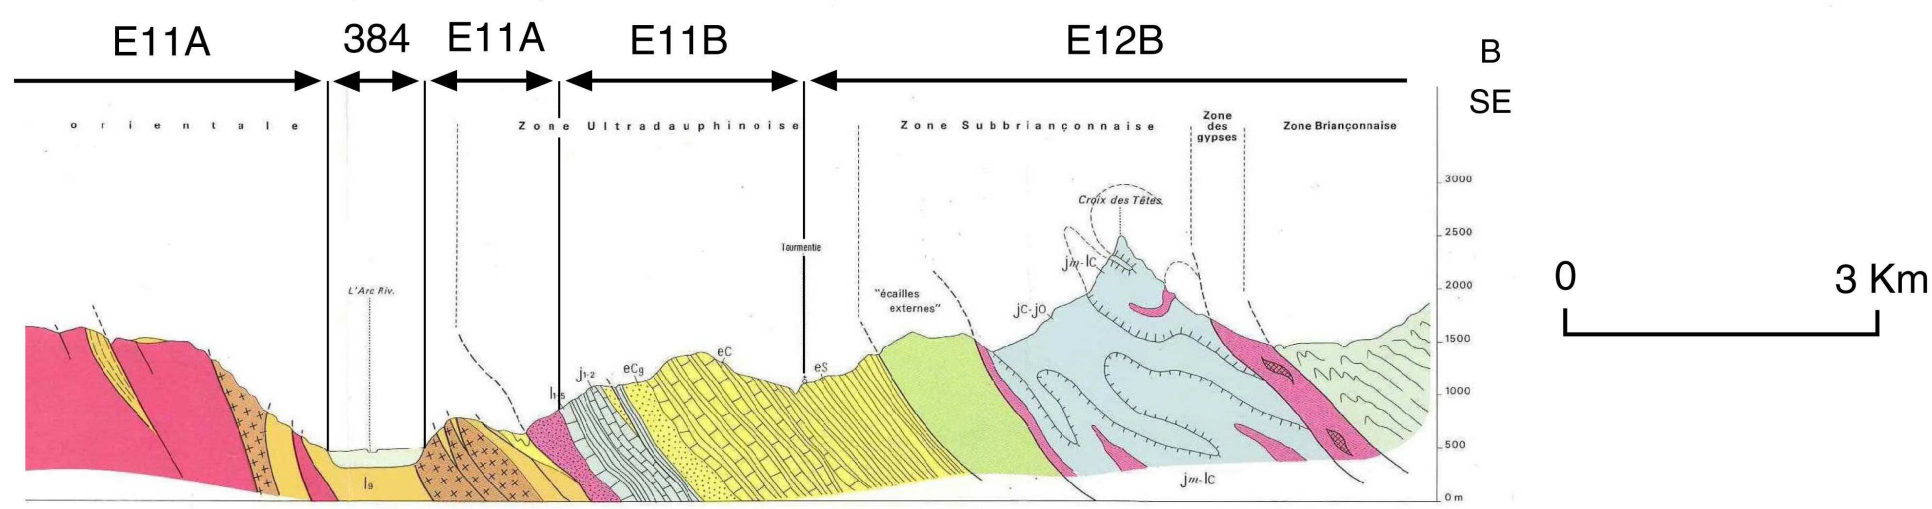 E11A 384 E11A E11B E12B B
SE
orientale Zone Ultradauphinoise Zone Subbriançonnaise Zone des gypses Zone Briançonnaise
3000
Croix des Têtes
2500
Tourmentie
jm-lc
2000
L'Arc Riv.
"écailles
externes"
jC-jO
0 3 Km
1500
eC
eCg
eS
j1-2
l1-5
1000
500
l9
jm-lc
0 m